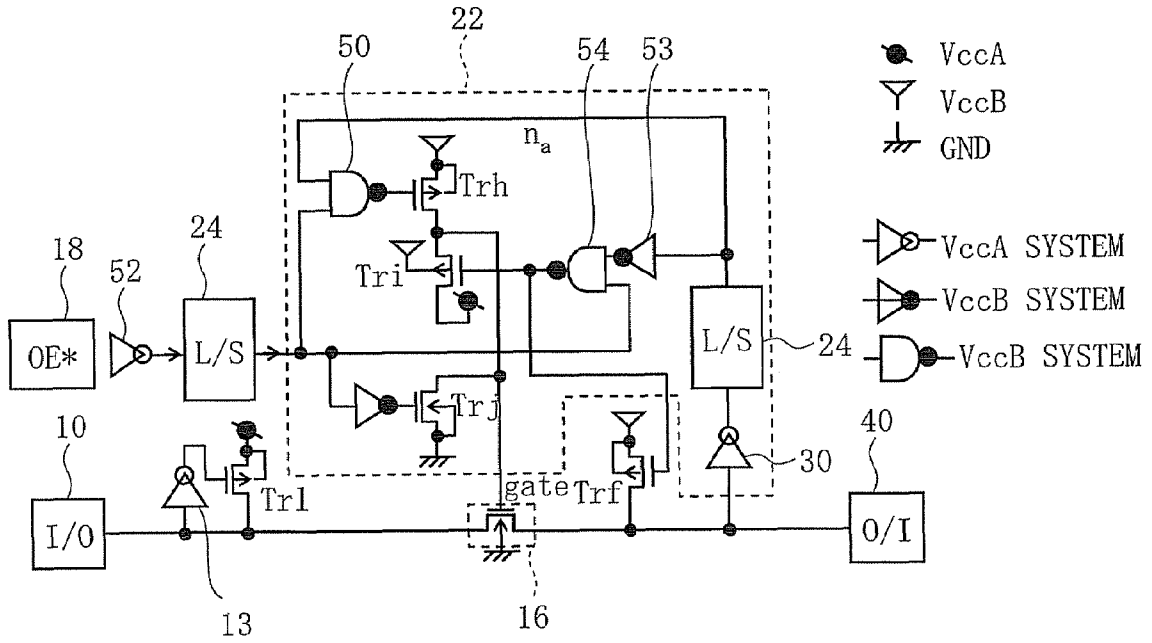 22
50
54
53
VccA
VccB
GND
n_a
Trh
Tri
18
52
24
OE*
L/S
L/S
24
VccA SYSTEM
VccB SYSTEM
VccB SYSTEM
Trj
10
Trl
gate
Trf
30
40
I/O
O/I
13
16